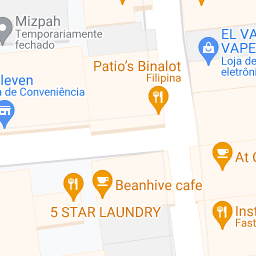 Mizpah
Temporariamente
fechado
EL VA
VAPE
Loja de
eletrôni
Patio's Binalot
Filipina
leven
a de Conveniência
At C
Beanhive cafe
5 STAR LAUNDRY
Inst
Fast